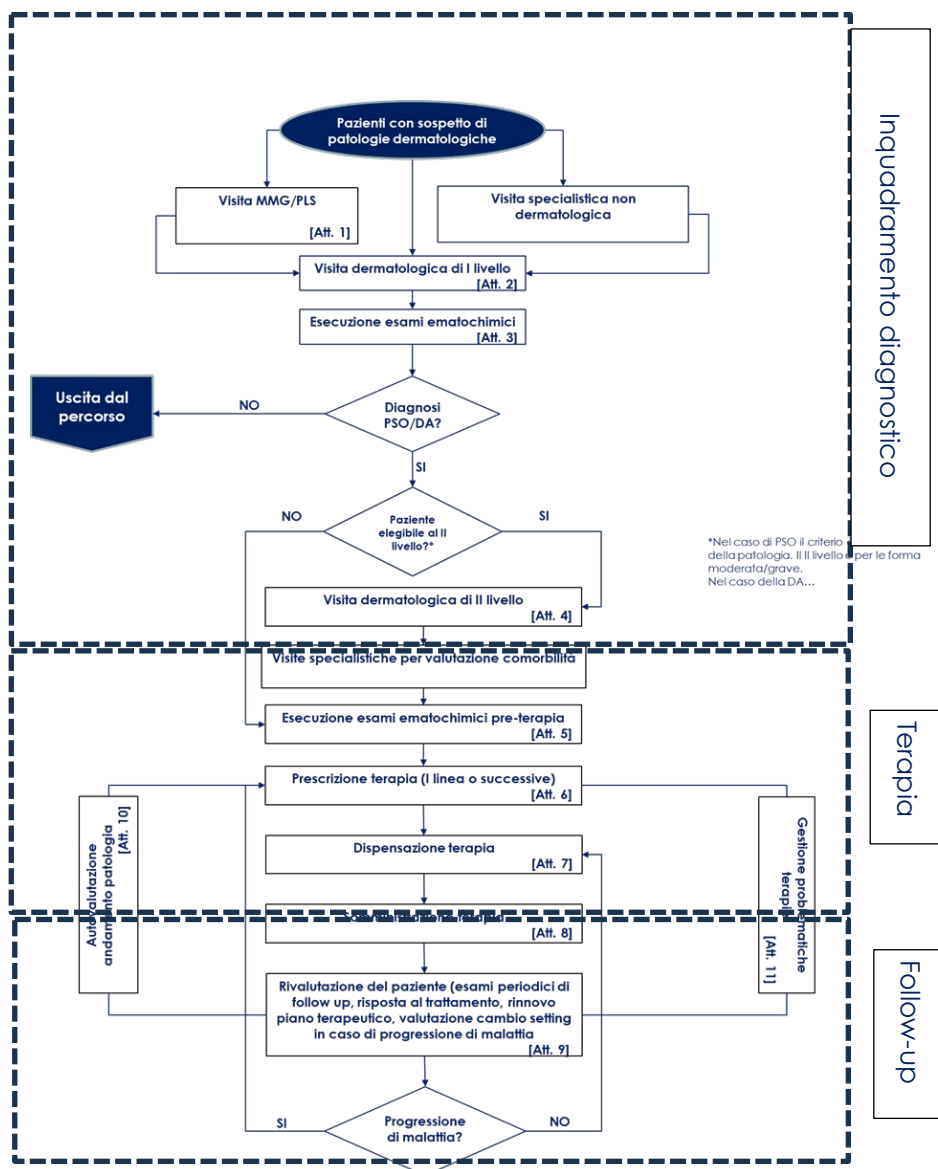 Pazienti con sospetto di
patologie dermatologiche
Visita MMG/PLS
[Att. 1]
Visita specialistica non
dermatologica
Visita dermatologica di I livello
[Att. 2]
Esecuzione esami ematochimici
[Att. 3]
Uscita dal
percorso
NO
Diagnosi
PSO/DA?
SI
NO
Paziente
elegibile al II
livello?*
SI
*Nel caso di PSO il criterio
della patologia. Il II livello è per le forma
moderata/grave.
Nel caso della DA...
Visita dermatologica di II livello
[Att. 4]
Inquadramento diagnostico
Visite specialistiche per valutazione comorbilità
Esecuzione esami ematochimici pre-terapia
[Att. 5]
Prescrizione terapia (I linea o successive)
[Att. 6]
Dispensazione terapia
[Att. 7]
Terapia
Autovalutazione
andamento patologia
[Att. 10]
Gestione problematiche
terapia
[Att. 11]
Somministrazione terapia
[Att. 8]
Rivalutazione del paziente (esami periodici di
follow up, risposta al trattamento, rinnovo
piano terapeutico, valutazione cambio setting
in caso di progressione di malattia
[Att. 9]
SI
Progressione
di malattia?
NO
Follow-up